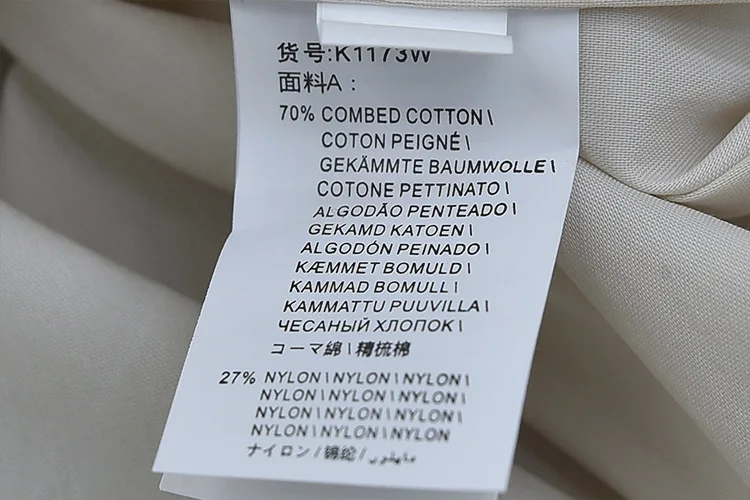 货号:K1173W
面料A:
70% COMBED COTTON\
COTON PEIGNÉ\
GEKÄMMTE BAUMWOLLE\
COTONE PETTINATO\
ALGODÃO PENTEADO\
GEKAMD KATOEN\
ALGODÓN PEINADO\
KÆMMET BOMULD\
KAMMAD BOMULL\
KAMMATTU PUUVILLA\
ЧЕСАНЫЙ ХЛОПОК\
コーマ綿\精梳棉
27% NYLON\NYLON\NYLON\
NYLON\NYLON\NYLON\
NYLON\NYLON\NYLON\
NYLON\NYLON\NYLON
ナイロン/锦纶/